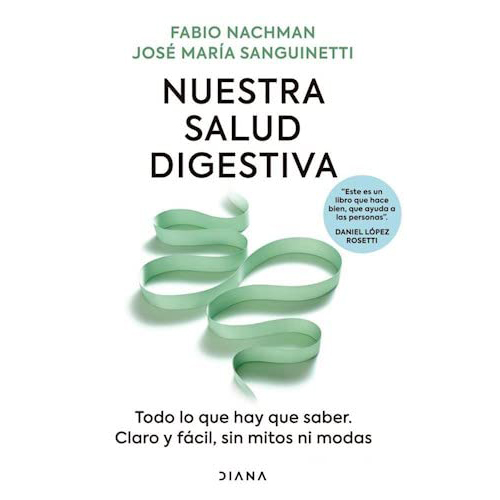 FABIO NACHMAN
JOSÉ MARÍA SANGUINETTI
NUESTRA
SALUD
DIGESTIVA
"Este es un
libro que hace
bien, que ayuda a
las personas".
DANIEL LÓPEZ
ROSETTI
Todo lo que hay que saber.
Claro y fácil, sin mitos ni modas
DIANA